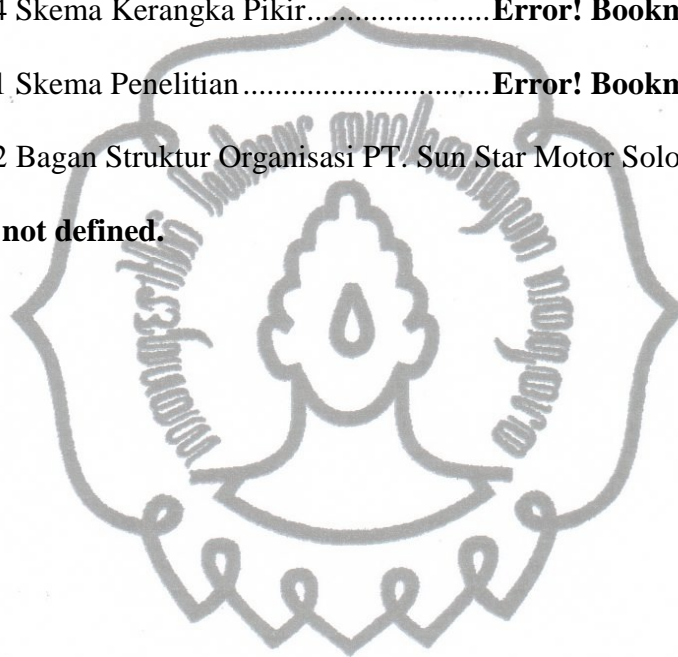 4 Skema Kerangka Pikir......................Error! Bookn
1 Skema Penelitian..............................Error! Bookn
2 Bagan Struktur Organisasi PT. Sun Star Motor Solo
not defined.